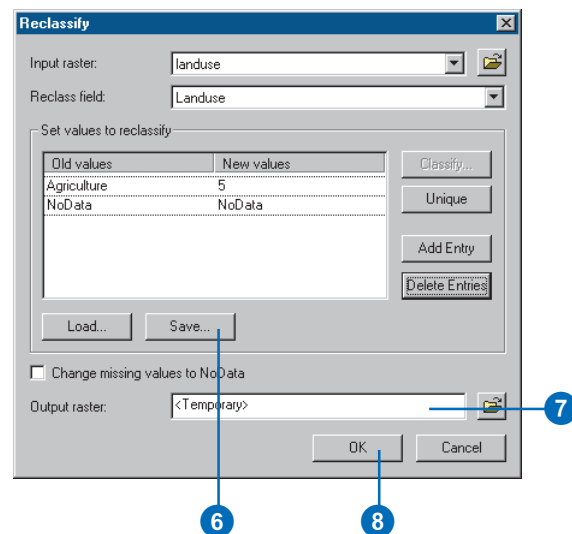 Reclassify
Input raster: landuse
Reclass field: Landuse
Set values to reclassify
Old values New values
Agriculture 5
NoData NoData
Classify...
Unique
Add Entry
Delete Entries
Load... Save...
Change missing values to NoData
Output raster: <Temporary>
7
OK Cancel
6 8